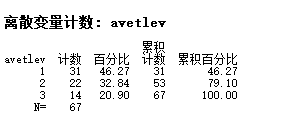 离散变量计数: avetlev
累积
avetlev 计数 百分比 计数 累积百分比
1 31 46.27 31 46.27
2 22 32.84 53 79.10
3 14 20.90 67 100.00
N= 67